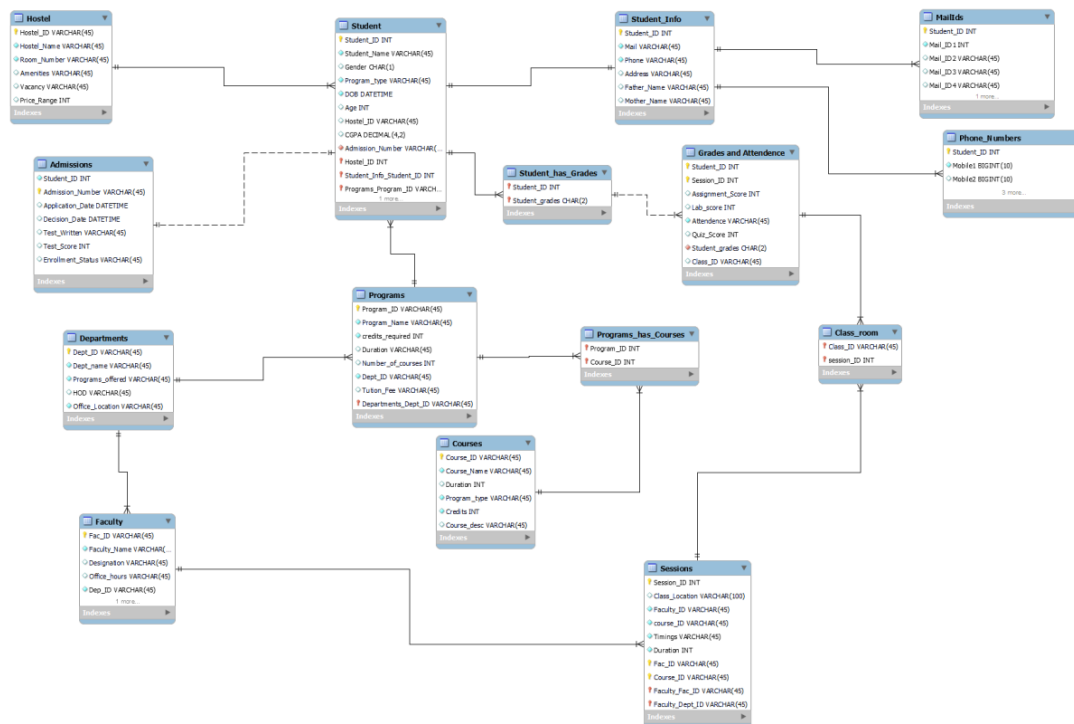 Hostel
Hostel_ID VARCHAR(45)
Hostel_Name VARCHAR(45)
Room_Number VARCHAR(45)
Amenities VARCHAR(45)
Vacancy VARCHAR(45)
Price_Range INT
Indexes
Student
Student_ID INT
Student_Name VARCHAR(45)
Gender CHAR(1)
Program_type VARCHAR(45)
DOB DATETIME
Age INT
Hostel_ID VARCHAR(45)
CGPA DECIMAL(4,2)
Admission_Number VARCHAR(...
Hostel_ID INT
Student_Info_Student_ID INT
Programs_Program_ID VARC...
1 more...
Indexes
Student_Info
Student_ID INT
Mail VARCHAR(45)
Phone VARCHAR(45)
Address VARCHAR(45)
Father_Name VARCHAR(45)
Mother_Name VARCHAR(45)
Indexes
MailIds
Student_ID INT
Mail_ID1 INT
Mail_ID2 VARCHAR(45)
Mail_ID3 VARCHAR(45)
Mail_ID4 VARCHAR(45)
1 more...
Indexes
Phone_Numbers
Student_ID INT
Mobile1 BIGINT(10)
Mobile2 BIGINT(10)
3 more...
Indexes
Admissions
Student_ID INT
Admission_Number VARCHAR(45)
Application_Date DATETIME
Decision_Date DATETIME
Test_Written VARCHAR(45)
Test_Score INT
Enrollment_Status VARCHAR(45)
Indexes
Student_has_Grades
Student_ID INT
Student_grades CHAR(2)
Indexes
Grades and Attendence
Student_ID INT
Session_ID INT
Assignment_Score INT
Lab_score INT
Attendence VARCHAR(45)
Quiz_Score INT
Student_grades CHAR(2)
Class_ID VARCHAR(45)
Indexes
Programs
Program_ID VARCHAR(45)
Program_Name VARCHAR(45)
credits_required INT
Duration VARCHAR(45)
Number_of_courses INT
Dept_ID VARCHAR(45)
Tution_Fee VARCHAR(45)
Departments_Dept_ID VARCHAR(45)
Indexes
Departments
Dept_ID VARCHAR(45)
Dept_name VARCHAR(45)
Programs_offered VARCHAR(45)
HOD VARCHAR(45)
Office_Location VARCHAR(45)
Indexes
Programs_has_Courses
Program_ID INT
Course_ID INT
Indexes
Class_room
Class_ID VARCHAR(45)
session_ID INT
Indexes
Courses
Course_ID VARCHAR(45)
Course_Name VARCHAR(45)
Duration INT
Program_type VARCHAR(45)
Credits INT
Course_desc VARCHAR(45)
Indexes
Faculty
Fac_ID VARCHAR(45)
Faculty_Name VARCHAR(...
Designation VARCHAR(45)
Office_hours VARCHAR(45)
Dep_ID VARCHAR(45)
1 more...
Indexes
Sessions
Session_ID INT
Class_Location VARCHAR(100)
Faculty_ID VARCHAR(45)
course_ID VARCHAR(45)
Timings VARCHAR(45)
Duration INT
Fac_ID VARCHAR(45)
Course_ID VARCHAR(45)
Faculty_Fac_ID VARCHAR(45)
Faculty_Dept_ID VARCHAR(45)
Indexes